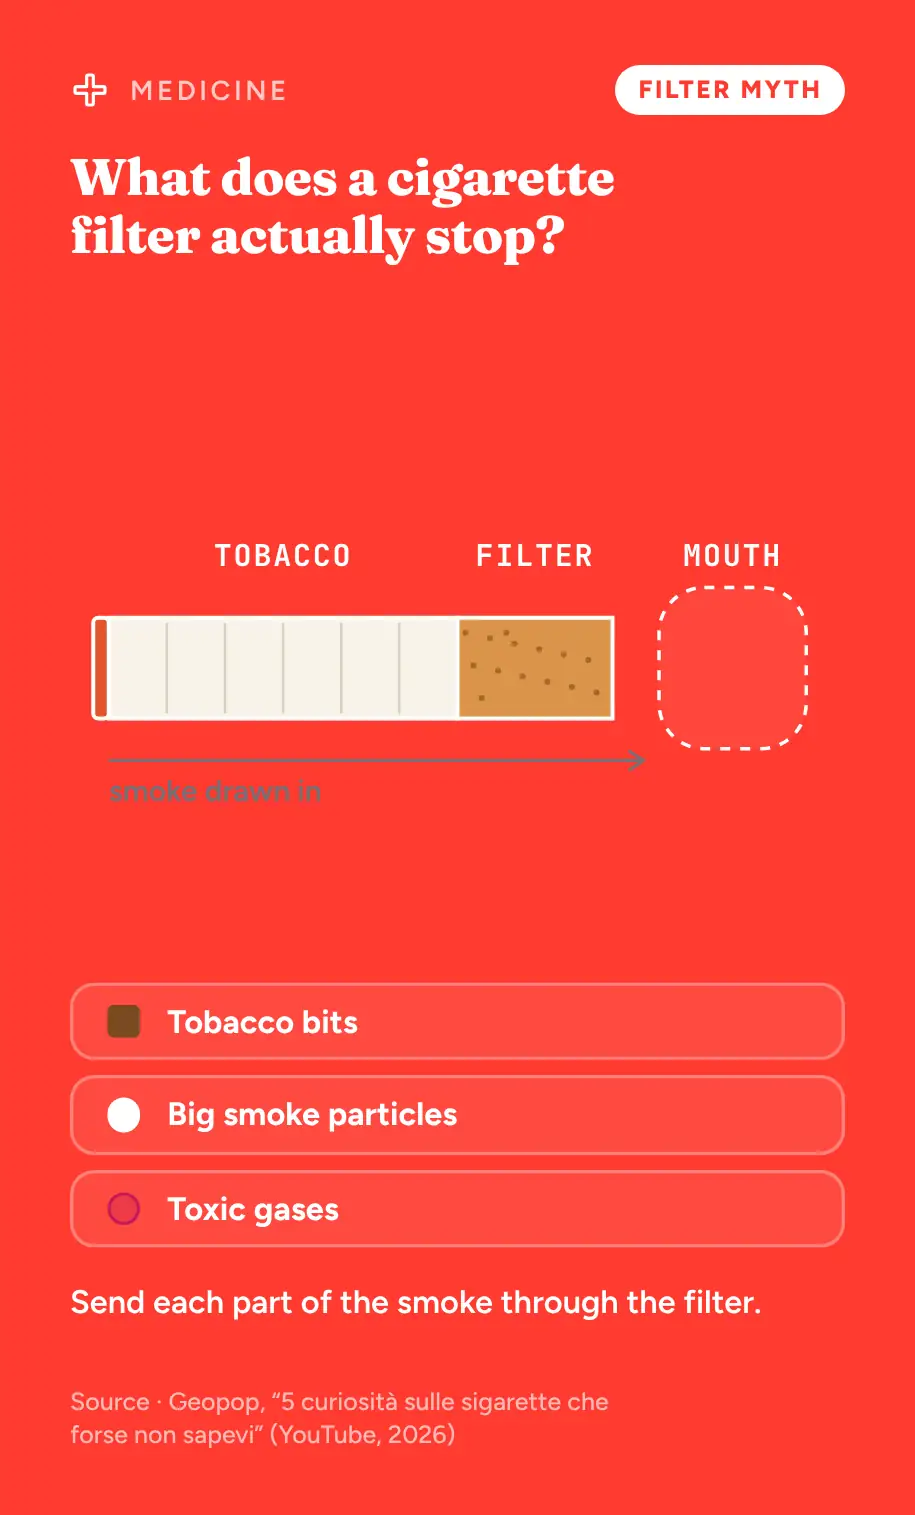 MEDICINE
FILTER MYTH
What does a cigarette
filter actually stop?
TOBACCO
FILTER
MOUTH
smoke drawn in
Tobacco bits
Big smoke particles
Toxic gases
Send each part of the smoke through the filter.
Source · Geopop, “5 curiosità sulle sigarette che
forse non sapevi” (YouTube, 2026)